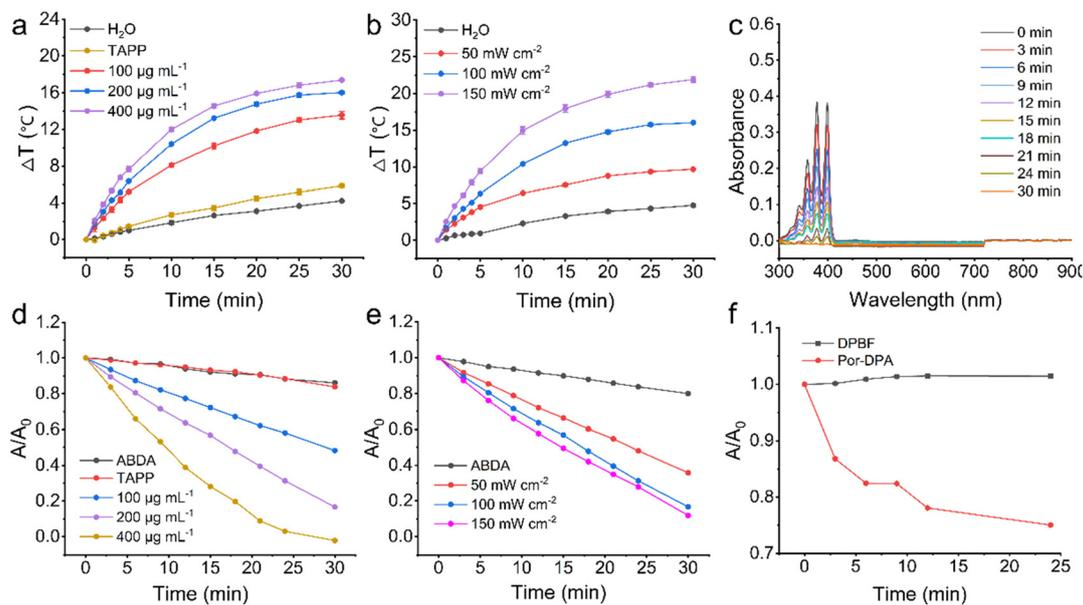 a
24
20
16
12
8
4
0
ΔT (℃)
H₂O
TAPP
100 μg mL⁻¹
200 μg mL⁻¹
400 μg mL⁻¹
0 5 10 15 20 25 30
Time (min)
b
30
25
20
15
10
5
0
ΔT (℃)
H₂O
50 mW cm⁻²
100 mW cm⁻²
150 mW cm⁻²
0 5 10 15 20 25 30
Time (min)
c
0.6
0.5
0.4
0.3
0.2
0.1
0.0
Absorbance
0 min
3 min
6 min
9 min
12 min
15 min
18 min
21 min
24 min
30 min
300 400 500 600 700 800 900
Wavelength (nm)
d
1.2
1.0
0.8
0.6
0.4
0.2
0.0
A/A₀
ABDA
TAPP
100 μg mL⁻¹
200 μg mL⁻¹
400 μg mL⁻¹
0 5 10 15 20 25 30
Time (min)
e
1.2
1.0
0.8
0.6
0.4
0.2
0.0
A/A₀
ABDA
50 mW cm⁻²
100 mW cm⁻²
150 mW cm⁻²
0 5 10 15 20 25 30
Time (min)
f
1.1
1.0
0.9
0.8
0.7
A/A₀
DPBF
Por-DPA
0 5 10 15 20 25
Time (min)